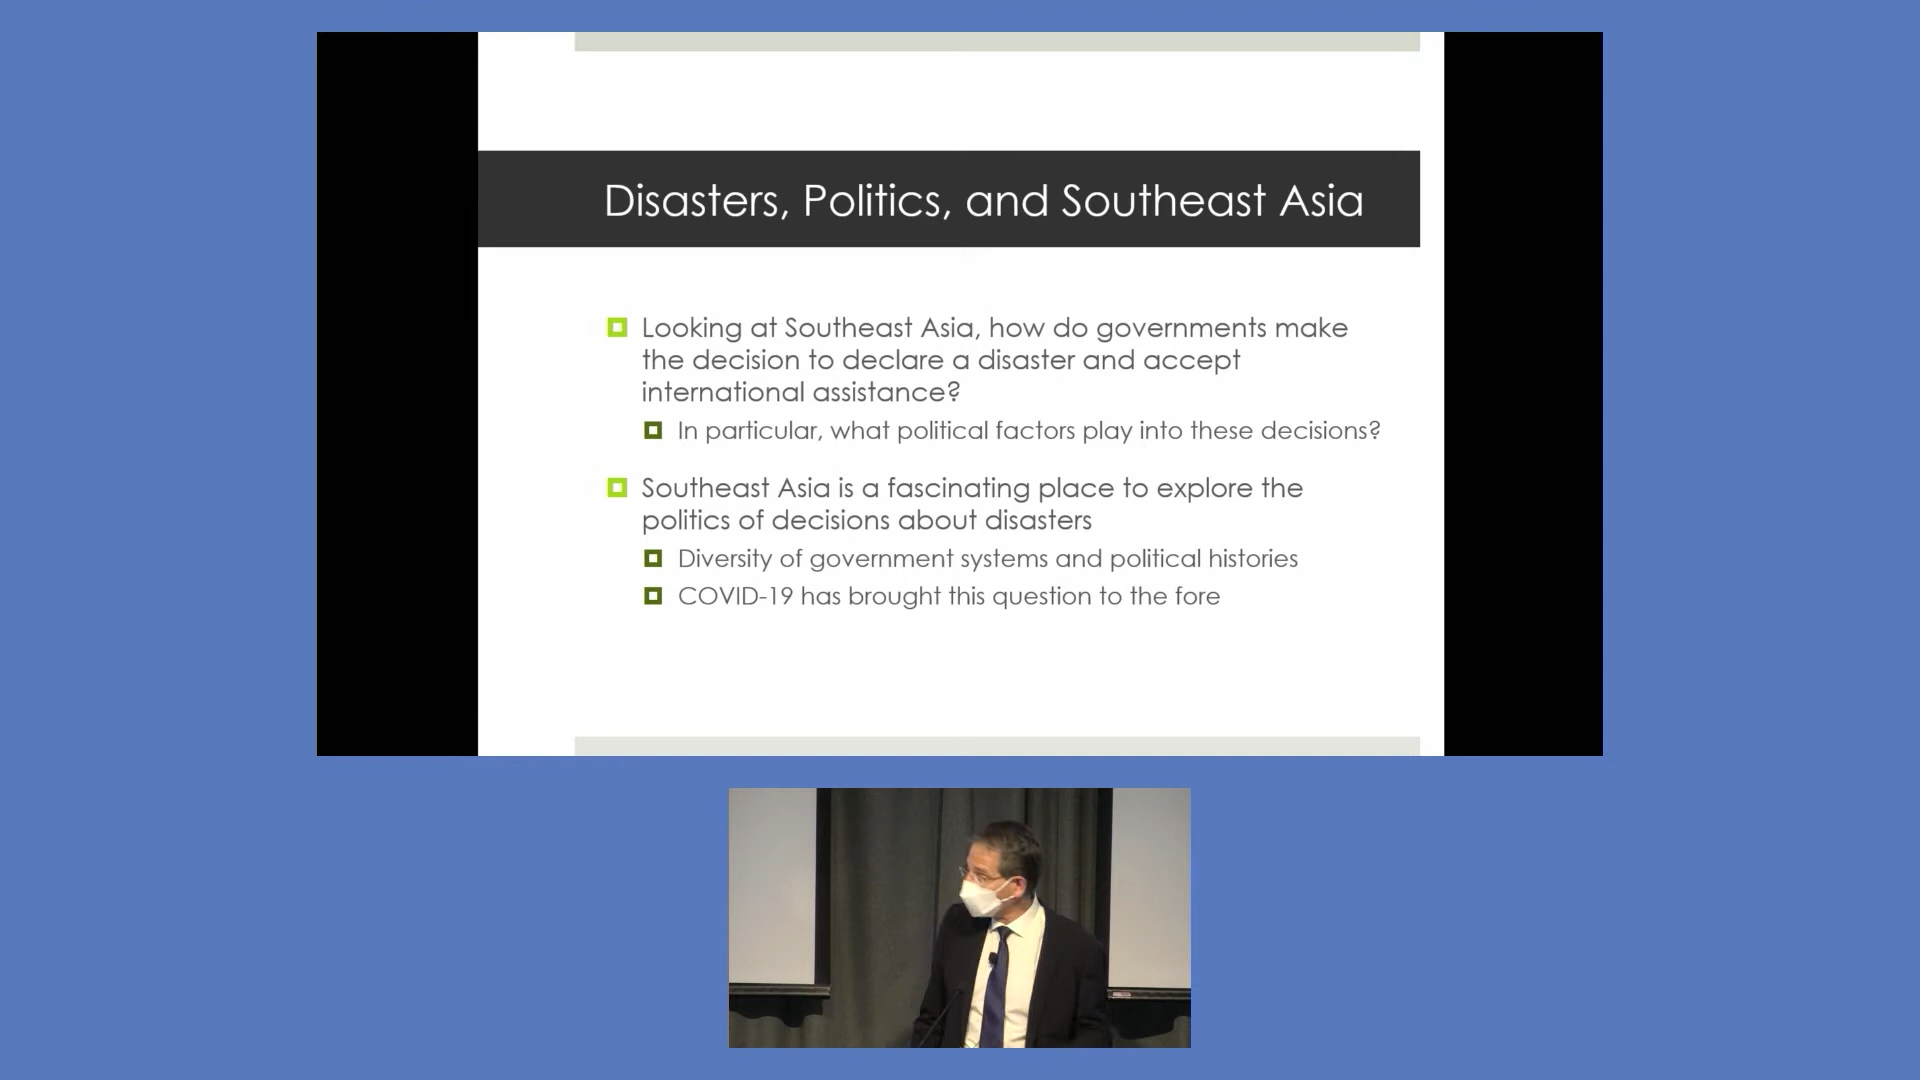 Disasters, Politics, and Southeast Asia
Looking at Southeast Asia, how do governments make
the decision to declare a disaster and accept
international assistance?
In particular, what political factors play into these decisions?
Southeast Asia is a fascinating place to explore the
politics of decisions about disasters
Diversity of government systems and political histories
COVID-19 has brought this question to the fore